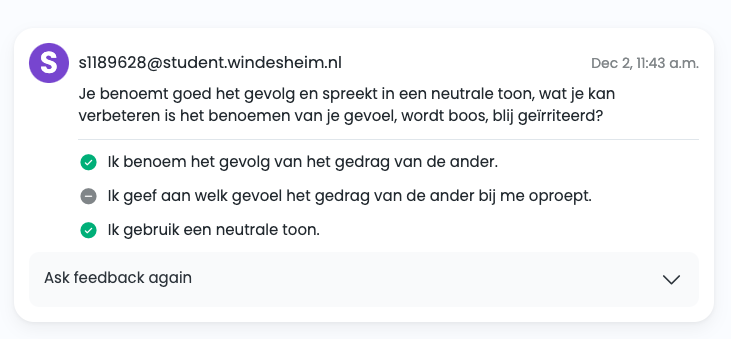 S
s1189628@student.windesheim.nl
Dec 2, 11:43 a.m.
Je benoemt goed het gevolg en spreekt in een neutrale toon, wat je kan
verbeteren is het benoemen van je gevoel, wordt boos, blij geïrriteerd?
Ik benoem het gevolg van het gedrag van de ander.
Ik geef aan welk gevoel het gedrag van de ander bij me oproept.
Ik gebruik een neutrale toon.
Ask feedback again